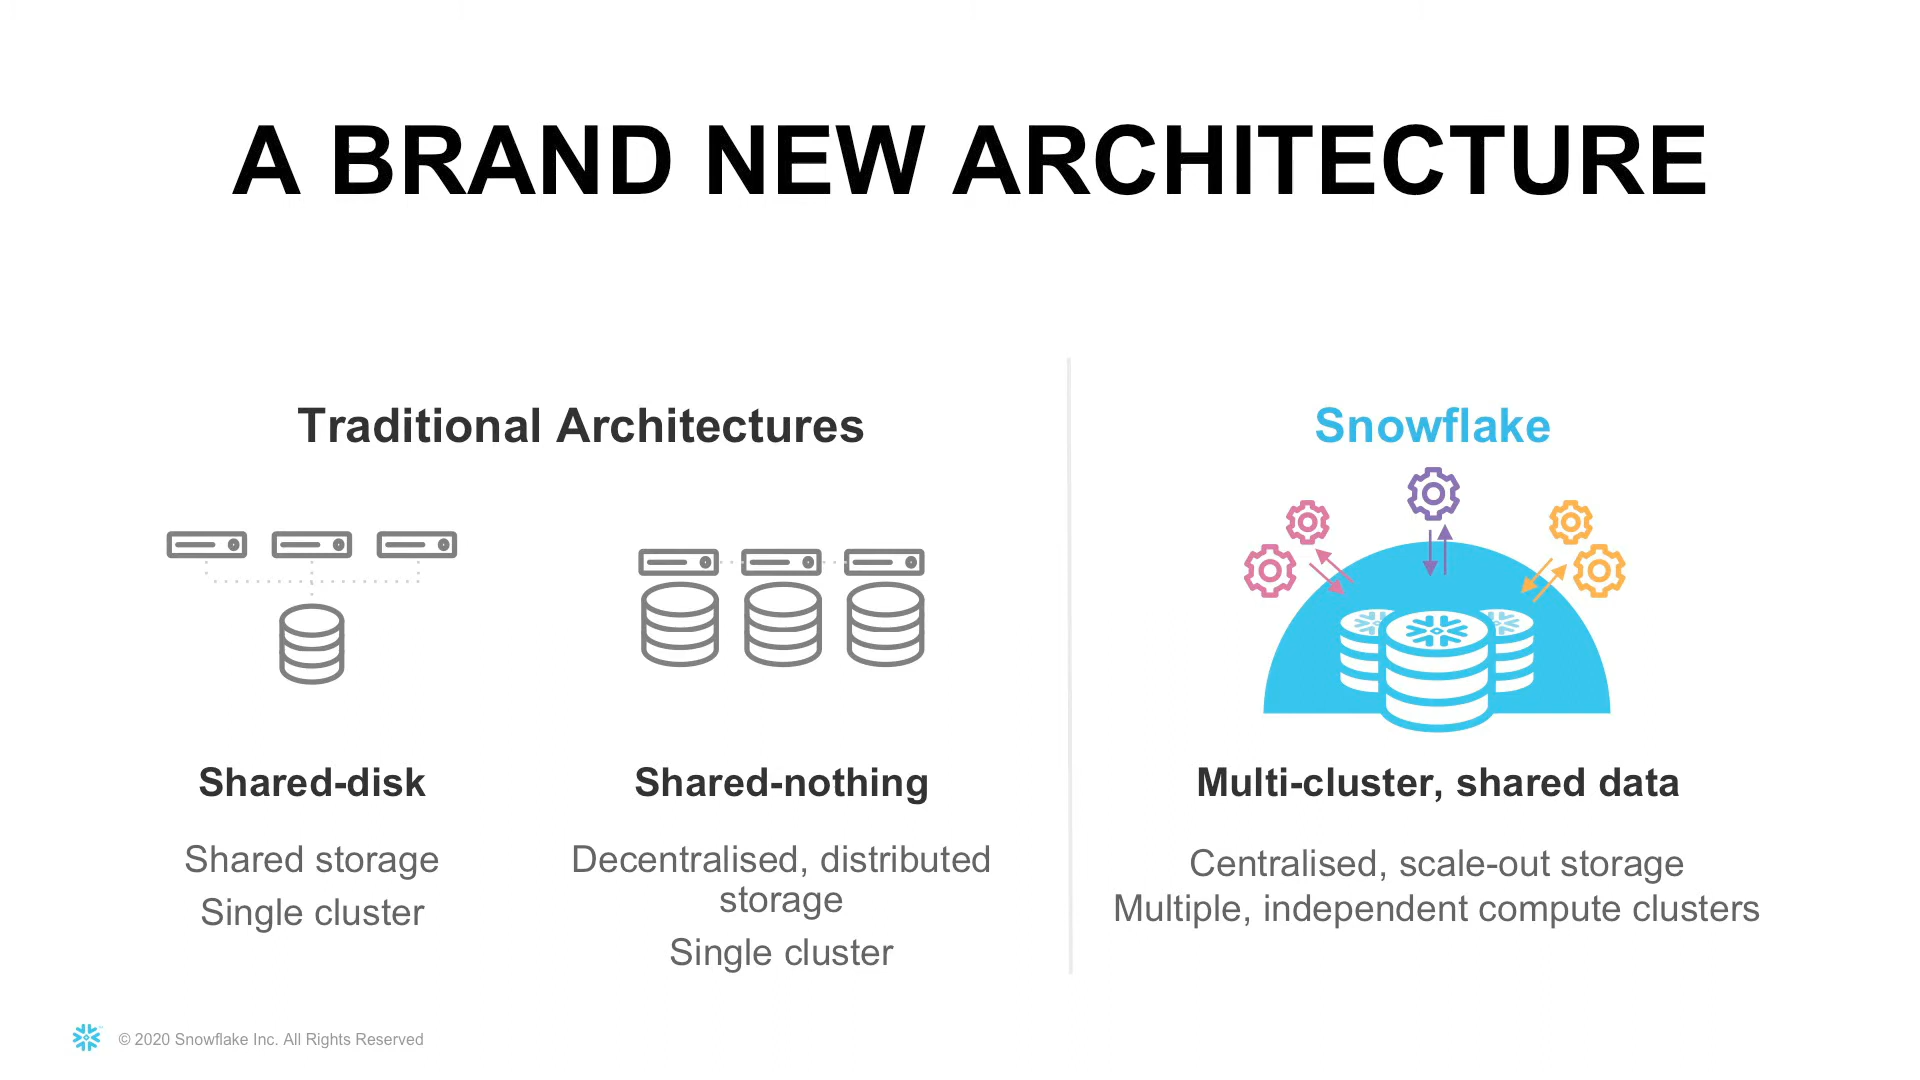 A BRAND NEW ARCHITECTURE
Traditional Architectures
Shared-disk
Shared storage
Single cluster
Shared-nothing
Decentralised, distributed
storage
Single cluster
Snowflake
Multi-cluster, shared data
Centralised, scale-out storage
Multiple, independent compute clusters
© 2020 Snowflake Inc. All Rights Reserved